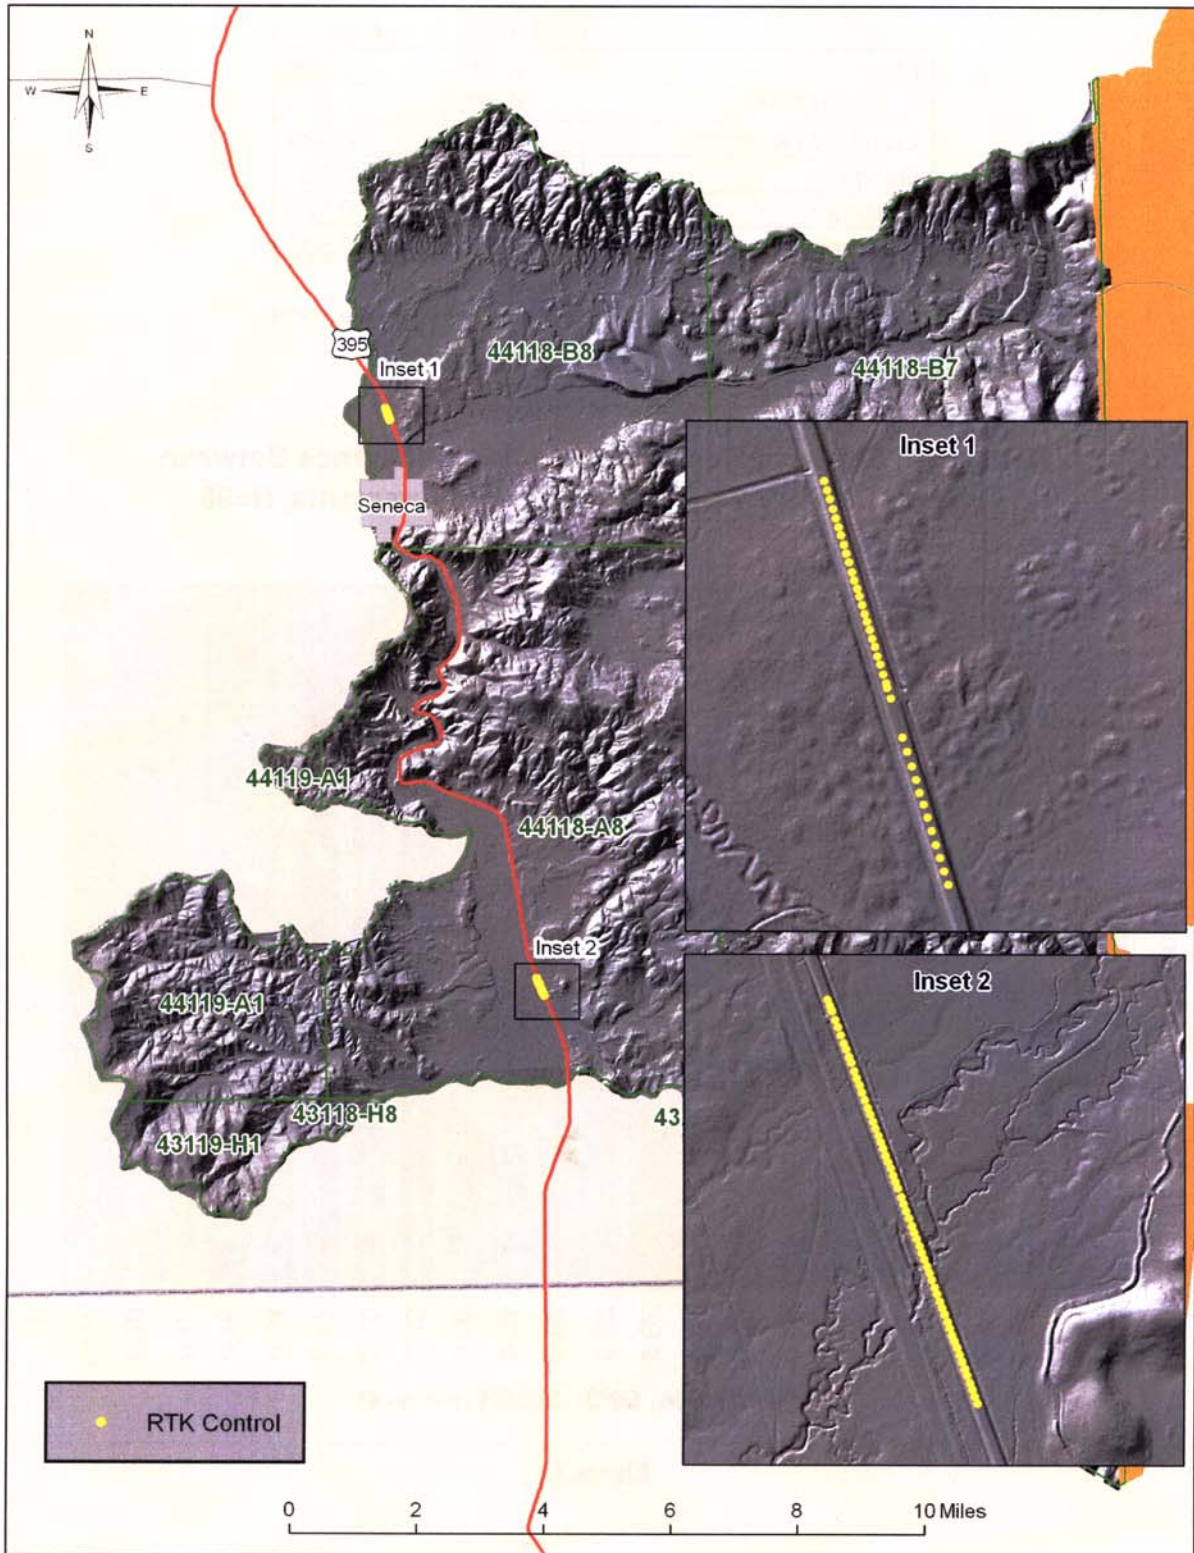 N
W E
S
395
Inset 1
44118-B8
44118-B7
Inset 1
Seneca
44119-A1
44118-A8
Inset 2
Inset 2
44119-A1
43118-H8
43
43119-H1
RTK Control
0 2 4 6 8 10 Miles